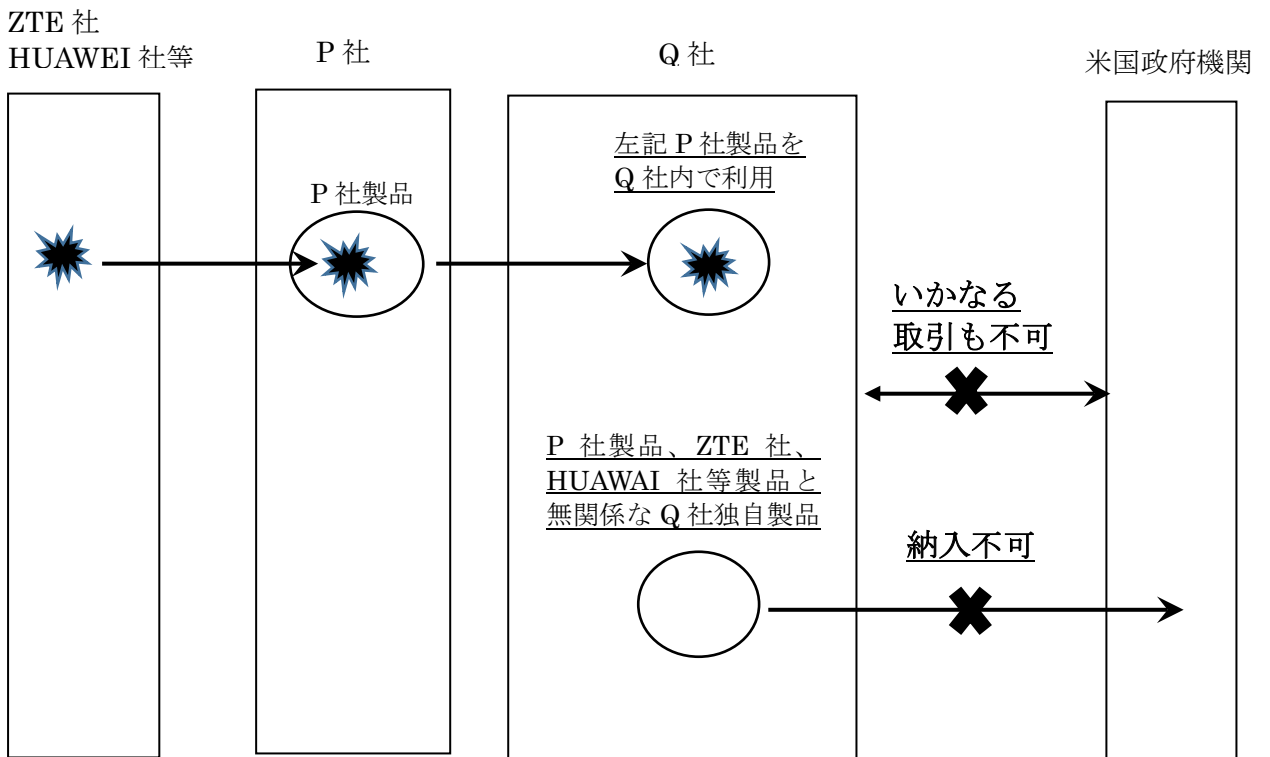 ZTE 社
HUAWEI 社等
P 社
Q 社
米国政府機関
左記 P 社製品を
Q 社内で利用
P 社製品
いかなる
取引も不可
P 社製品、ZTE 社、
HUAWAI 社等製品と
無関係な Q 社独自製品
納入不可